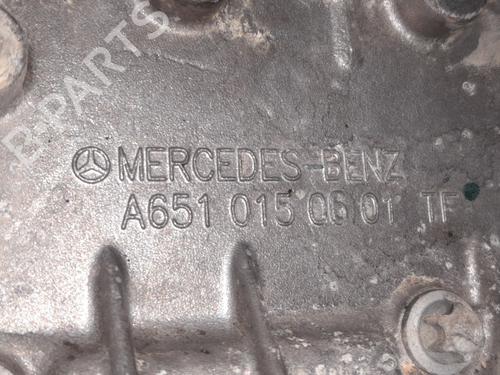 B-PARTS
MERCEDES-BENZ
A651 015 06 01 TF